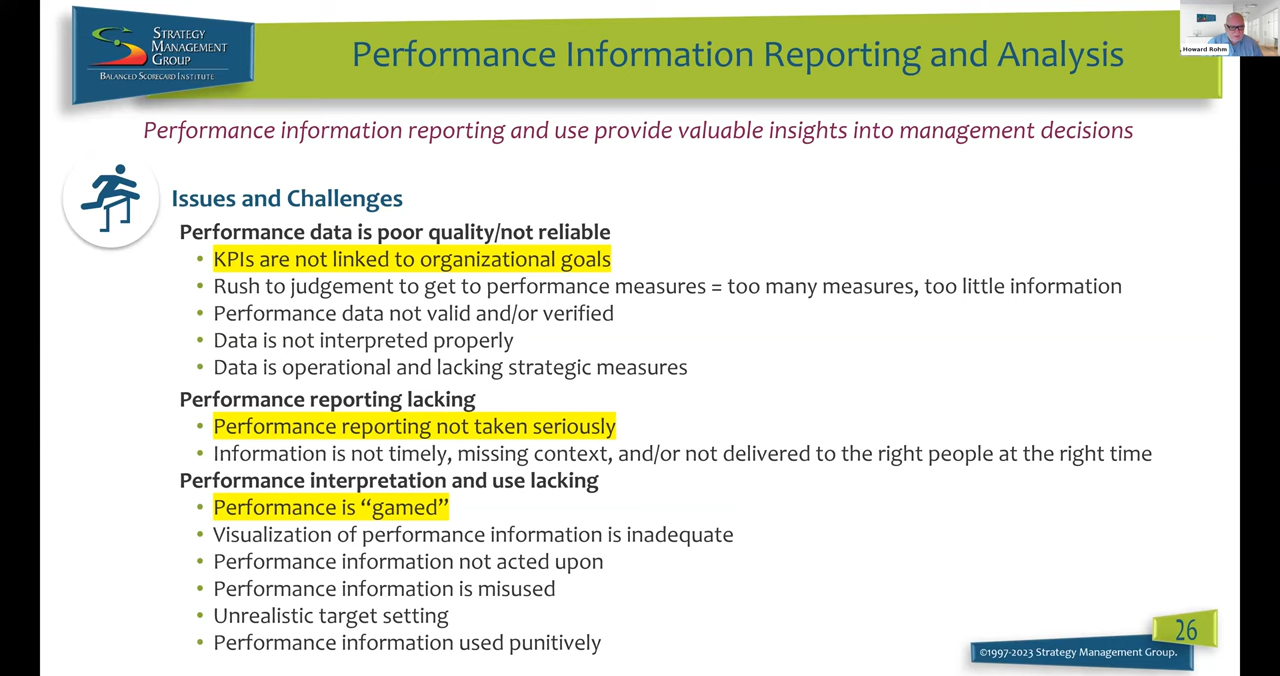 STRATEGY
MANAGEMENT
GROUP
BALANCED SCORECARD INSTITUTE
Performance Information Reporting and Analysis
Howard Rohm
Performance information reporting and use provide valuable insights into management decisions
Issues and Challenges
Performance data is poor quality/not reliable
• KPIs are not linked to organizational goals
• Rush to judgement to get to performance measures = too many measures, too little information
• Performance data not valid and/or verified
• Data is not interpreted properly
• Data is operational and lacking strategic measures
Performance reporting lacking
• Performance reporting not taken seriously
• Information is not timely, missing context, and/or not delivered to the right people at the right time
Performance interpretation and use lacking
• Performance is “gamed”
• Visualization of performance information is inadequate
• Performance information not acted upon
• Performance information is misused
• Unrealistic target setting
• Performance information used punitively
26
©1997-2023 Strategy Management Group.